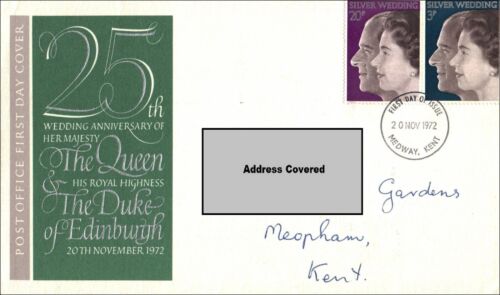 POST OFFICE FIRST DAY COVER
25th
WEDDING ANNIVERSARY OF
HER MAJESTY
The Queen
& HIS ROYAL HIGHNESS
The Duke
of Edinburgh
20TH NOVEMBER 1972
SILVER WEDDING
20P
SILVER WEDDING
3P
FIRST DAY OF ISSUE
20 NOV 1972
MEDWAY, KENT
Address Covered
Gardens
Meopham,
Kent.